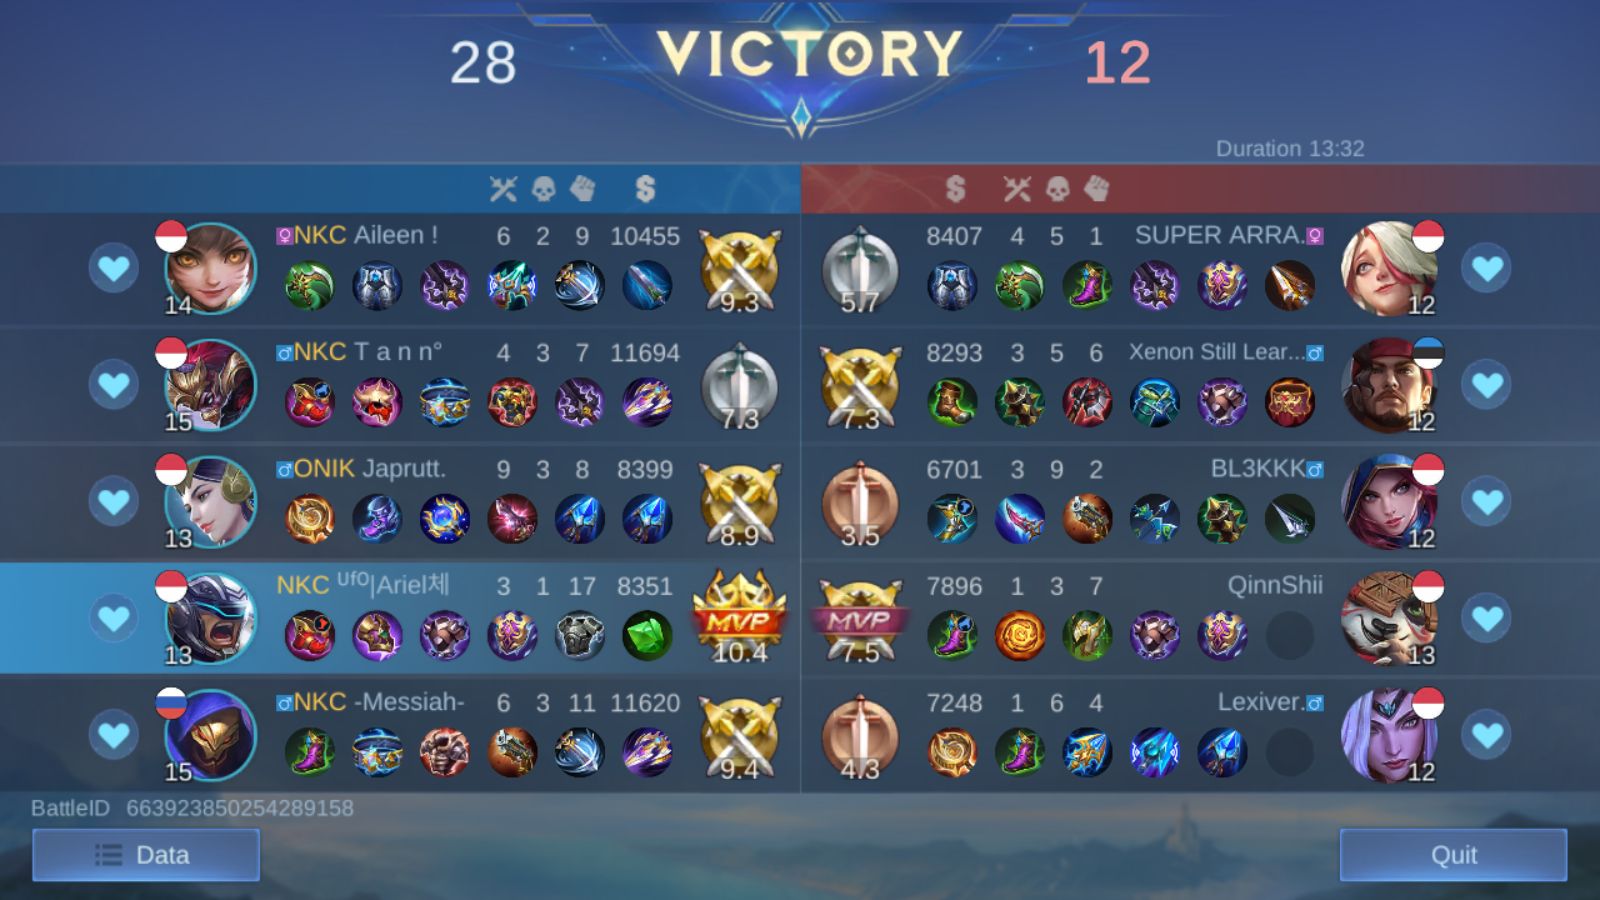 28 VICTORY 12
Duration 13:32
♀NKC Aileen ! 6 2 9 10455
14 9.3
8407 4 5 1 SUPER ARRA.♀
5.7 12
♂NKC T a n n° 4 3 7 11694
15 7.3
8293 3 5 6 Xenon Still Lear...♂
7.3 12
♂ONIK Japrutt. 9 3 8 8399
13 8.9
6701 3 9 2 BL3KKK♂
3.5 12
NKC ᵁᶠᴼ|Ariel체 3 1 17 8351
13 MVP 10.4
7896 1 3 7 QinnShii
MVP 7.5 13
♂NKC -Messiah- 6 3 11 11620
15 9.4
7248 1 6 4 Lexiver.♂
4.3 12
BattleID 663923850254289158
Data
Quit